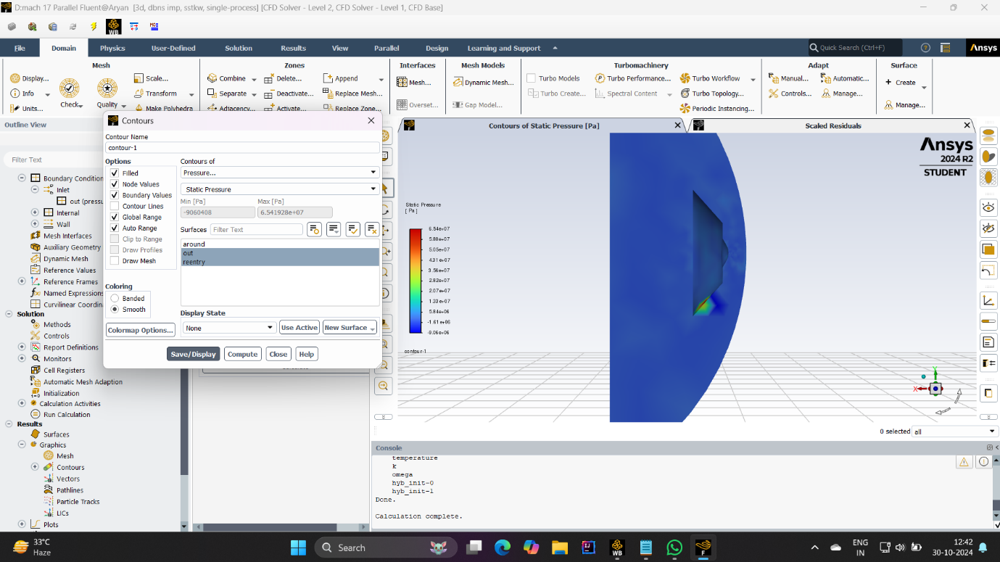 D:mach 17 Parallel Fluent@Aryan [3d, dbns imp, sstkw, single-process] [CFD Solver - Level 2, CFD Solver - Level 1, CFD Base]
WB
File Domain Physics User-Defined Solution Results View Parallel Design Learning and Support Quick Search (Ctrl+F) Ansys
Mesh Zones Interfaces Mesh Models Turbomachinery Adapt Surface
Display... Scale... Combine Delete... Append Mesh... Dynamic Mesh... Turbo Models Turbo Performance... Turbo Workflow Manual... Automatic... Create
Info Check Quality Transform Separate Deactivate... Replace Mesh... Turbo Create... Spectral Content Turbo Topology... Controls... Manage...
Units... Make Polyhedra Adjacency... Activate... Replace Zone... Overset... Gap Model... Periodic Instancing... Manage...
Outline View
Filter Text
Boundary Condition
Inlet
out (pressu
Internal
Wall
Mesh Interfaces
Auxiliary Geometry
Dynamic Mesh
Reference Values
Reference Frames
Named Expressions
Curvilinear Coordina
Solution
Methods
Controls
Report Definitions
Monitors
Cell Registers
Automatic Mesh Adaption
Initialization
Calculation Activities
Run Calculation
Results
Surfaces
Graphics
Mesh
Contours
Vectors
Pathlines
Particle Tracks
LICs
Plots
Contours
Contour Name
contour-1
Options
Filled
Node Values
Boundary Values
Contour Lines
Global Range
Auto Range
Clip to Range
Draw Profiles
Draw Mesh
Coloring
Banded
Smooth
Colormap Options...
Contours of
Pressure...
Static Pressure
Min [Pa] Max [Pa]
-9060408 6.541928e+07
Surfaces Filter Text
around
out
reentry
Display State
None Use Active New Surface
Save/Display Compute Close Help
Contours of Static Pressure [Pa]
Scaled Residuals
Ansys
2024 R2
STUDENT
Static Pressure
[ Pa ]
6.54e+07
5.80e+07
5.05e+07
4.31e+07
3.56e+07
2.82e+07
2.07e+07
1.33e+07
5.84e+06
-1.61e+06
-9.06e+06
contour-1
Y
X
0 selected all
Console
temperature
k
omega
hyb_init-0
hyb_init-1
Done.
Calculation complete.
33°C
Haze
Search
WB
ENG
IN
12:42
30-10-2024